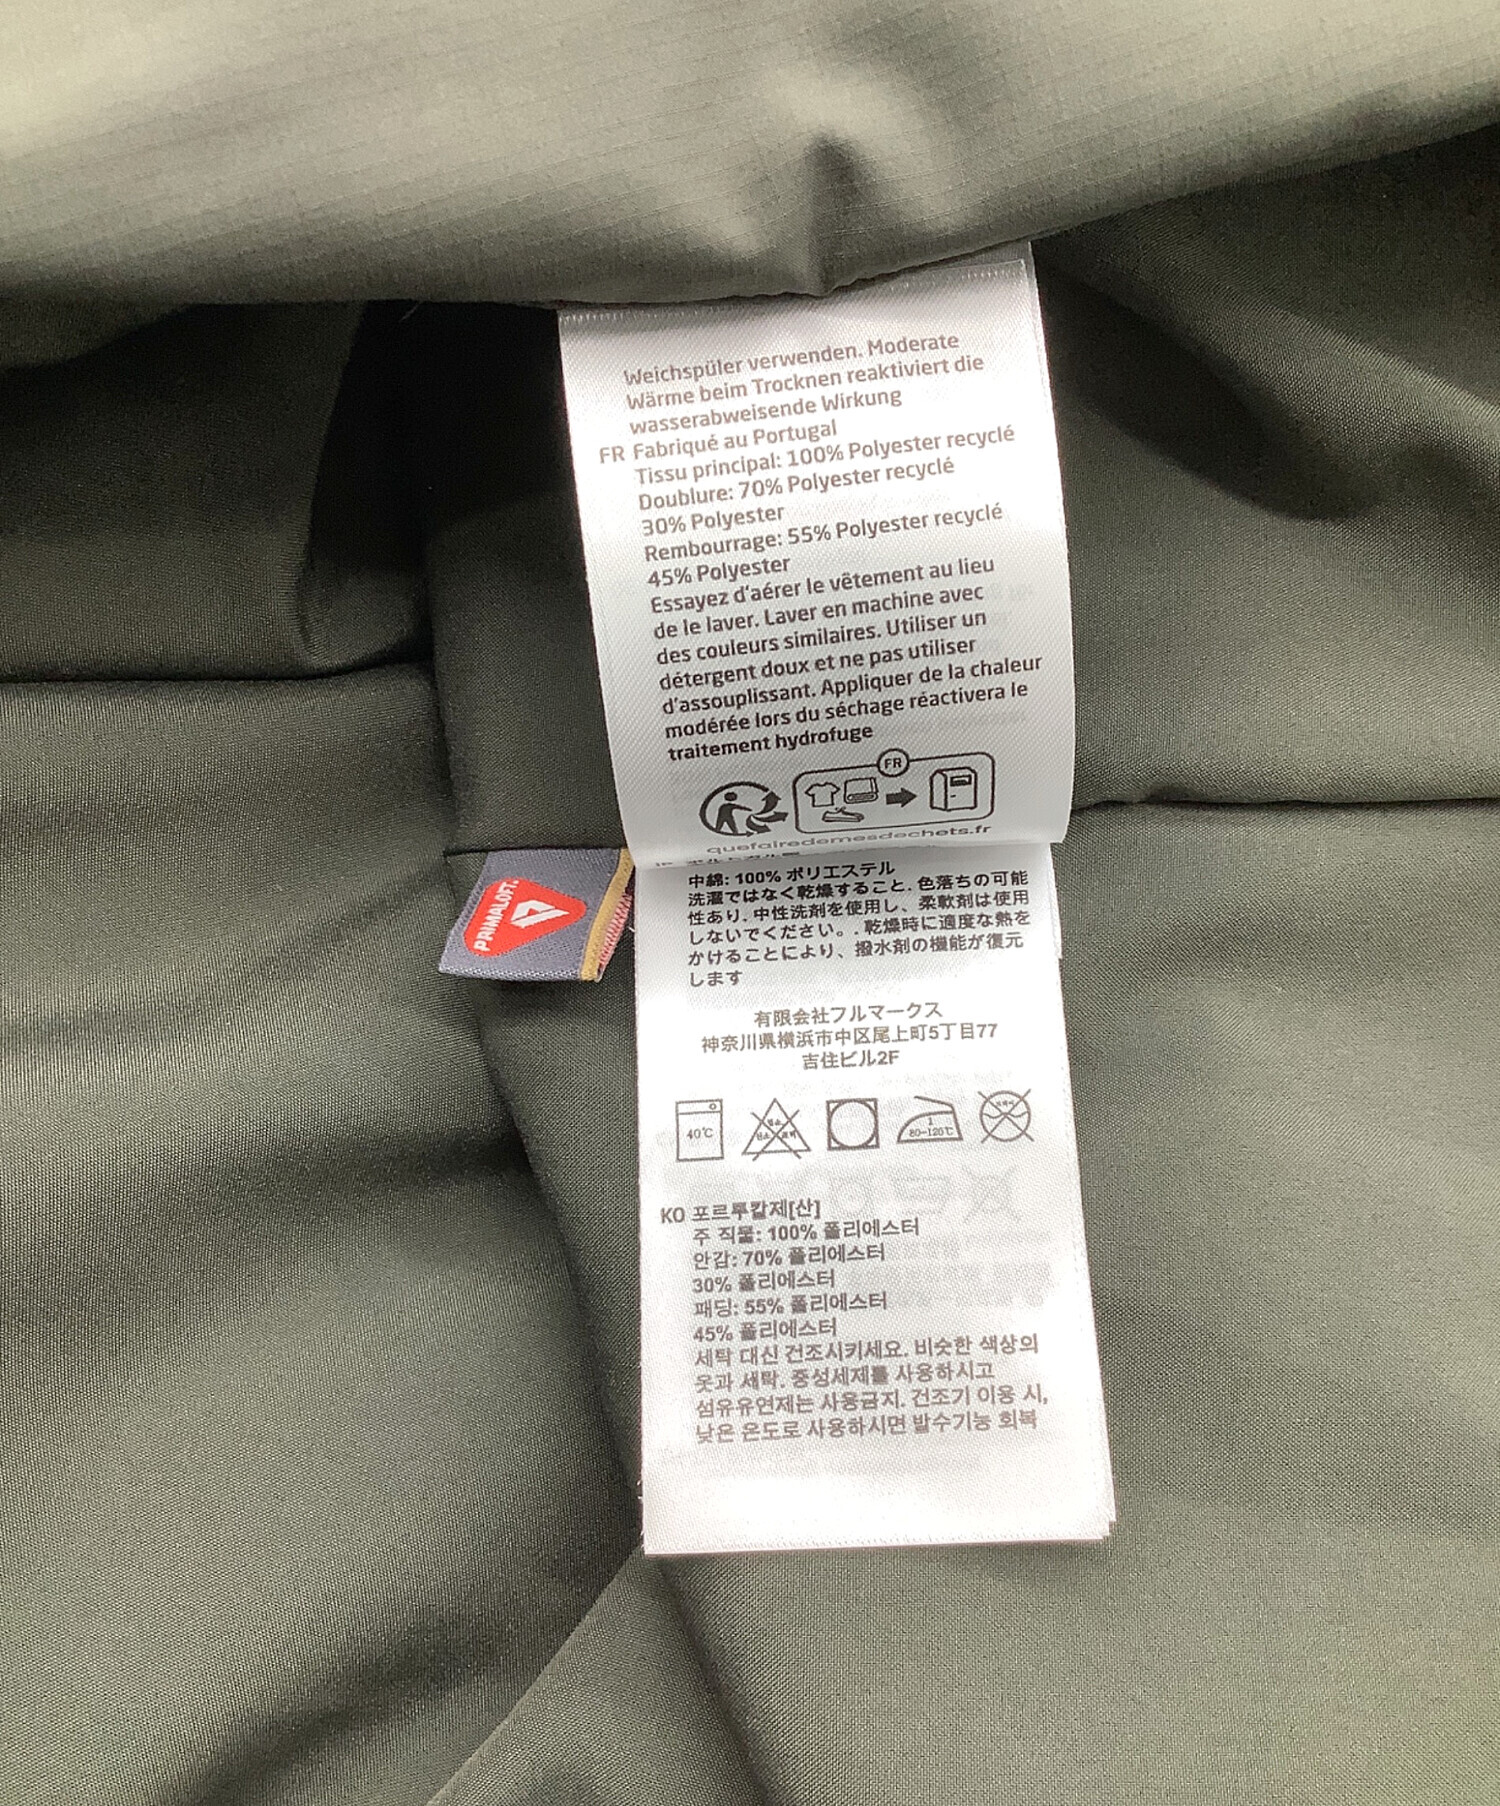 Weichspüler verwenden. Moderate
Wärme beim Trocknen reaktiviert die
wasserabweisende Wirkung
FR Fabriqué au Portugal
Tissu principal: 100% Polyester recyclé
Doublure: 70% Polyester recyclé
30% Polyester
Rembourrage: 55% Polyester recyclé
45% Polyester
Essayez d'aérer le vêtement au lieu
de le laver. Laver en machine avec
des couleurs similaires. Utiliser un
détergent doux et ne pas utiliser
d'assouplissant. Appliquer de la chaleur
modérée lors du séchage réactivera le
traitement hydrofuge
FR
quefairedemesdechets.fr
PRIMALOFT.
中綿: 100% ポリエステル
洗濯ではなく乾燥すること. 色落ちの可能
性あり. 中性洗剤を使用し、柔軟剤は使用
しないでください。. 乾燥時に適度な熱を
かけることにより、撥水剤の機能が復元
します
有限会社フルマークス
神奈川県横浜市中区尾上町5丁目77
吉住ビル2F
40℃
1
80-120℃
KO 포르투칼제[산]
주 직물: 100% 폴리에스터
안감: 70% 폴리에스터
30% 폴리에스터
패딩: 55% 폴리에스터
45% 폴리에스터
세탁 대신 건조시키세요. 비슷한 색상의
옷과 세탁. 중성세제를 사용하시고
섬유유연제는 사용금지. 건조기 이용 시,
낮은 온도로 사용하시면 발수기능 회복